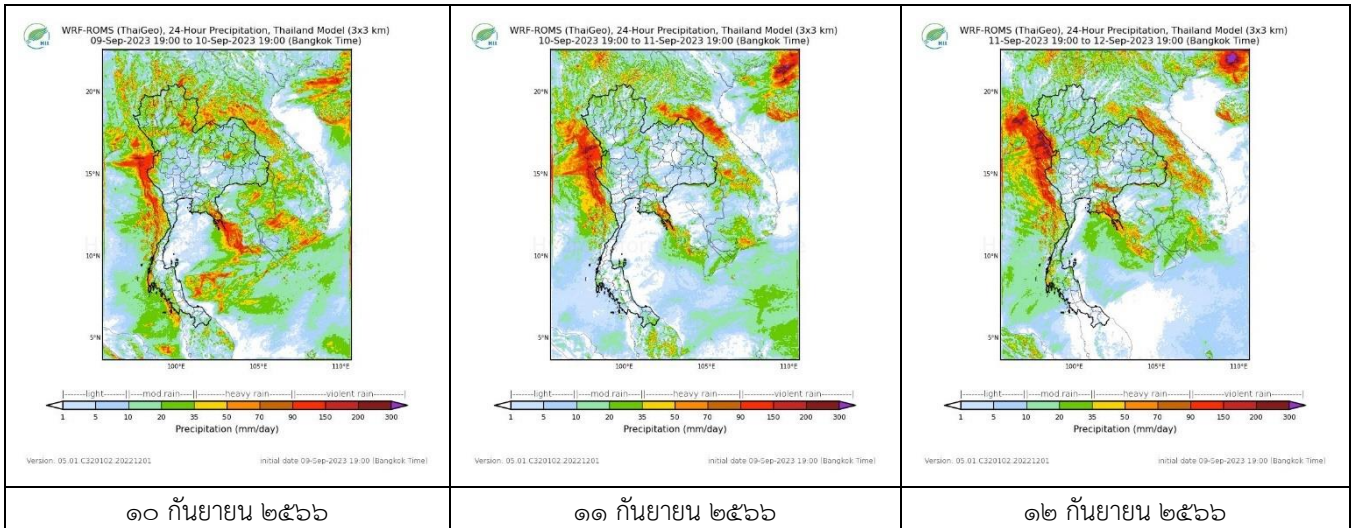 HII
WRF-ROMS (ThaiGeo), 24-Hour Precipitation, Thailand Model (3x3 km)
09-Sep-2023 19:00 to 10-Sep-2023 19:00 (Bangkok Time)
20°N
15°N
10°N
5°N
100°E 105°E 110°E
|-------light-------||---mod rain---||-------heavy rain-------||-------violent rain-------|
1 5 10 20 35 50 70 90 150 200 300
Precipitation (mm/day)
Version: 05.01.C320102.20221201 initial date 09-Sep-2023 19:00 (Bangkok Time)
๑๐ กันยายน ๒๕๖๖
HII
WRF-ROMS (ThaiGeo), 24-Hour Precipitation, Thailand Model (3x3 km)
10-Sep-2023 19:00 to 11-Sep-2023 19:00 (Bangkok Time)
20°N
15°N
10°N
5°N
100°E 105°E 110°E
|-------light-------||---mod rain---||-------heavy rain-------||-------violent rain-------|
1 5 10 20 35 50 70 90 150 200 300
Precipitation (mm/day)
Version: 05.01.C320102.20221201 initial date 09-Sep-2023 19:00 (Bangkok Time)
๑๑ กันยายน ๒๕๖๖
HII
WRF-ROMS (ThaiGeo), 24-Hour Precipitation, Thailand Model (3x3 km)
11-Sep-2023 19:00 to 12-Sep-2023 19:00 (Bangkok Time)
20°N
15°N
10°N
5°N
100°E 105°E 110°E
|-------light-------||---mod rain---||-------heavy rain-------||-------violent rain-------|
1 5 10 20 35 50 70 90 150 200 300
Precipitation (mm/day)
Version: 05.01.C320102.20221201 initial date 09-Sep-2023 19:00 (Bangkok Time)
๑๒ กันยายน ๒๕๖๖